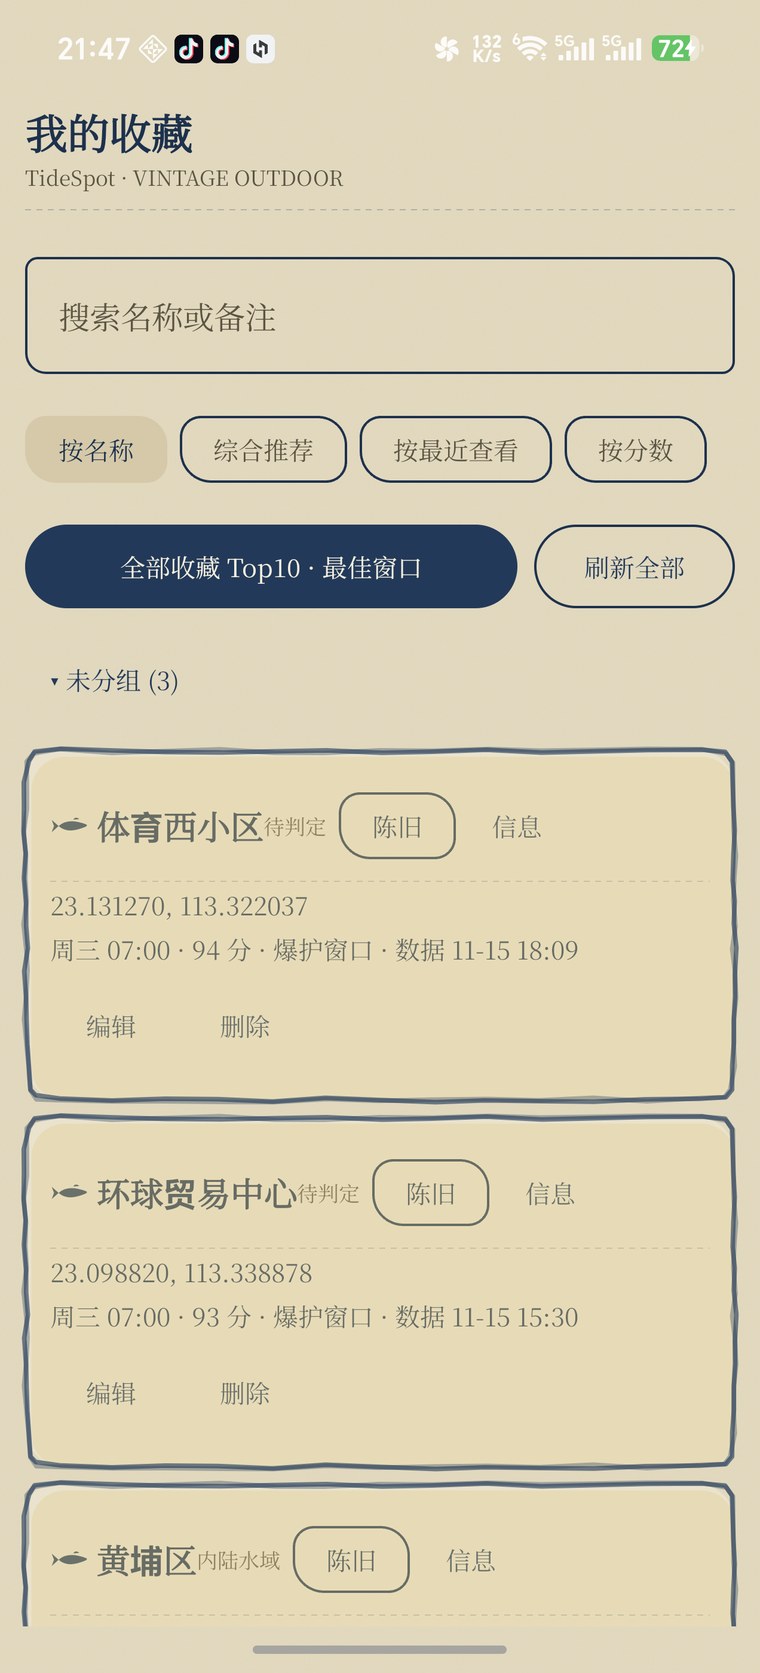 21:47 132 K/s 6 5G 5G 72
我的收藏
TideSpot · VINTAGE OUTDOOR
搜索名称或备注
按名称 综合推荐 按最近查看 按分数
全部收藏 Top10 · 最佳窗口 刷新全部
▾ 未分组 (3)
体育西小区待判定 陈旧 信息
23.131270, 113.322037
周三 07:00 · 94 分 · 爆护窗口 · 数据 11-15 18:09
编辑 删除
环球贸易中心待判定 陈旧 信息
23.098820, 113.338878
周三 07:00 · 93 分 · 爆护窗口 · 数据 11-15 15:30
编辑 删除
黄埔区内陆水域 陈旧 信息